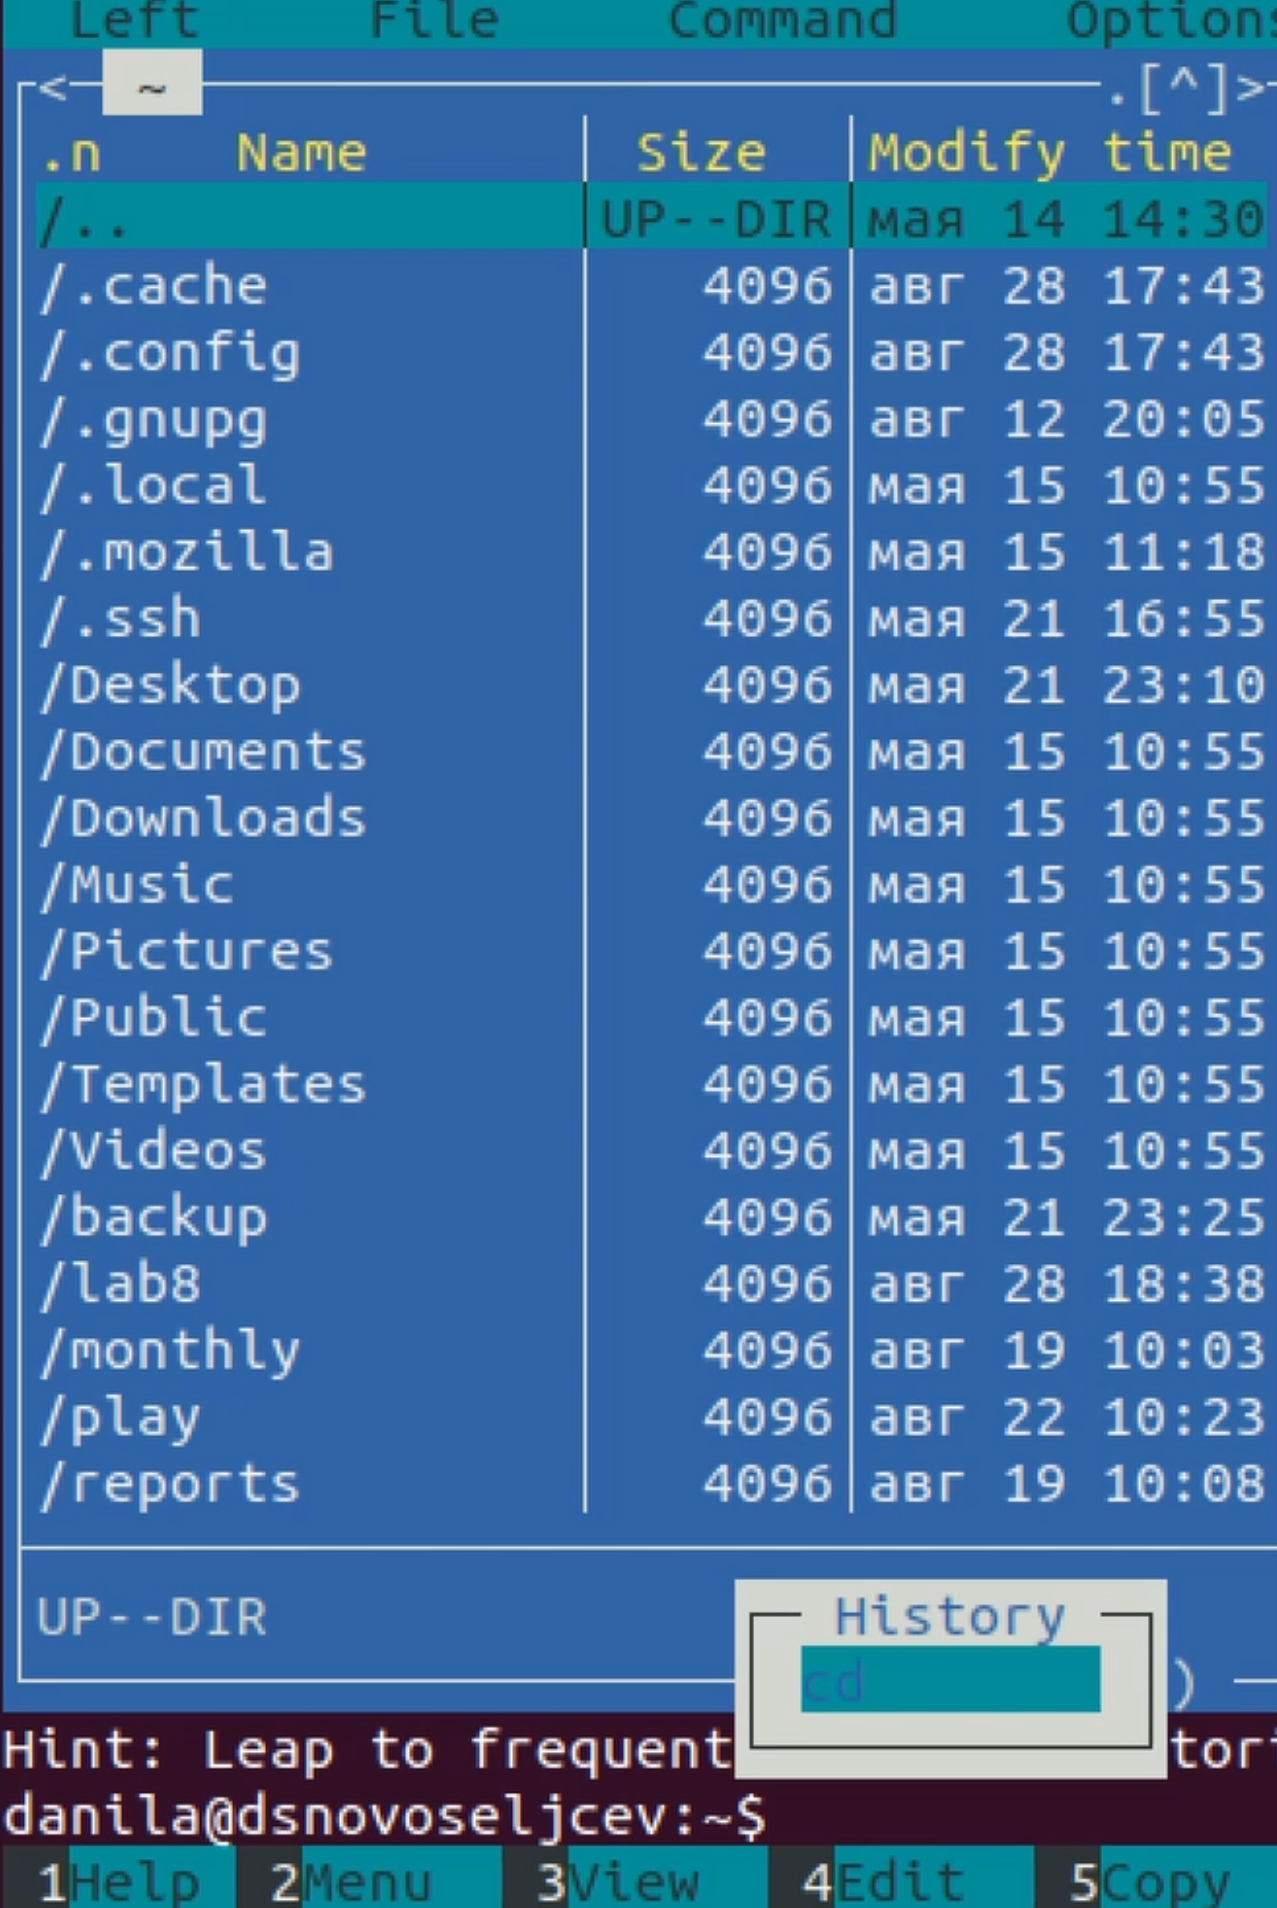 Left File Command Options
<- ~ .[^]>
.n Name Size Modify time
/.. UP--DIR мая 14 14:30
/.cache 4096 авг 28 17:43
/.config 4096 авг 28 17:43
/.gnupg 4096 авг 12 20:05
/.local 4096 мая 15 10:55
/.mozilla 4096 мая 15 11:18
/.ssh 4096 мая 21 16:55
/Desktop 4096 мая 21 23:10
/Documents 4096 мая 15 10:55
/Downloads 4096 мая 15 10:55
/Music 4096 мая 15 10:55
/Pictures 4096 мая 15 10:55
/Public 4096 мая 15 10:55
/Templates 4096 мая 15 10:55
/Videos 4096 мая 15 10:55
/backup 4096 мая 21 23:25
/lab8 4096 авг 28 18:38
/monthly 4096 авг 19 10:03
/play 4096 авг 22 10:23
/reports 4096 авг 19 10:08
UP--DIR
History
cd )
Hint: Leap to frequent tori
danila@dsnovoseljcev:~$
1Help 2Menu 3View 4Edit 5Copy